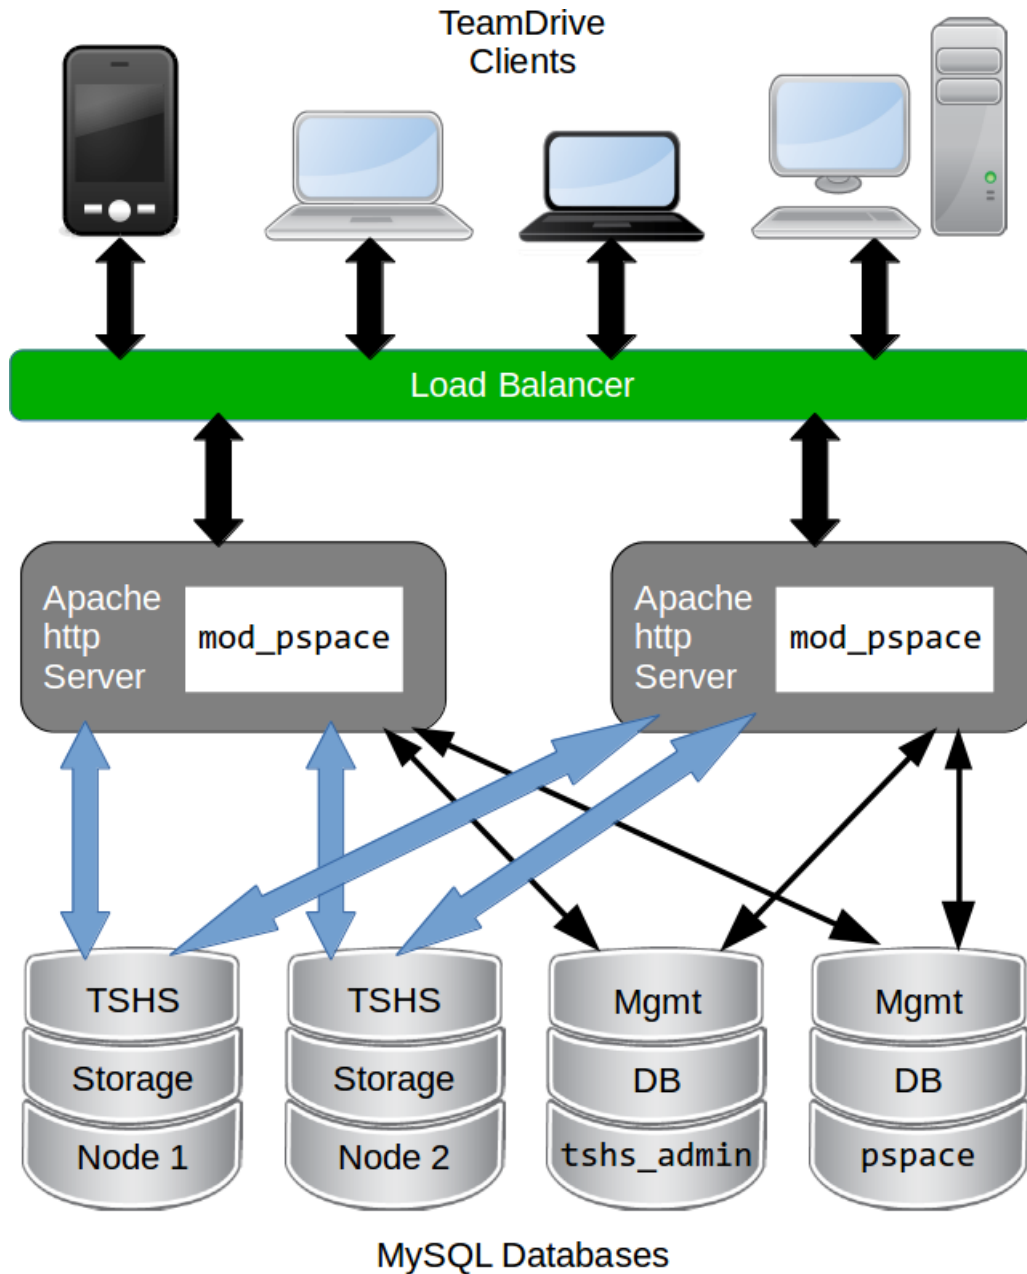 TeamDrive
Clients
Load Balancer
Apache
http
Server
mod_pspace
Apache
http
Server
mod_pspace
TSHS
Storage
Node 1
TSHS
Storage
Node 2
Mgmt
DB
tshs_admin
Mgmt
DB
pspace
MySQL Databases